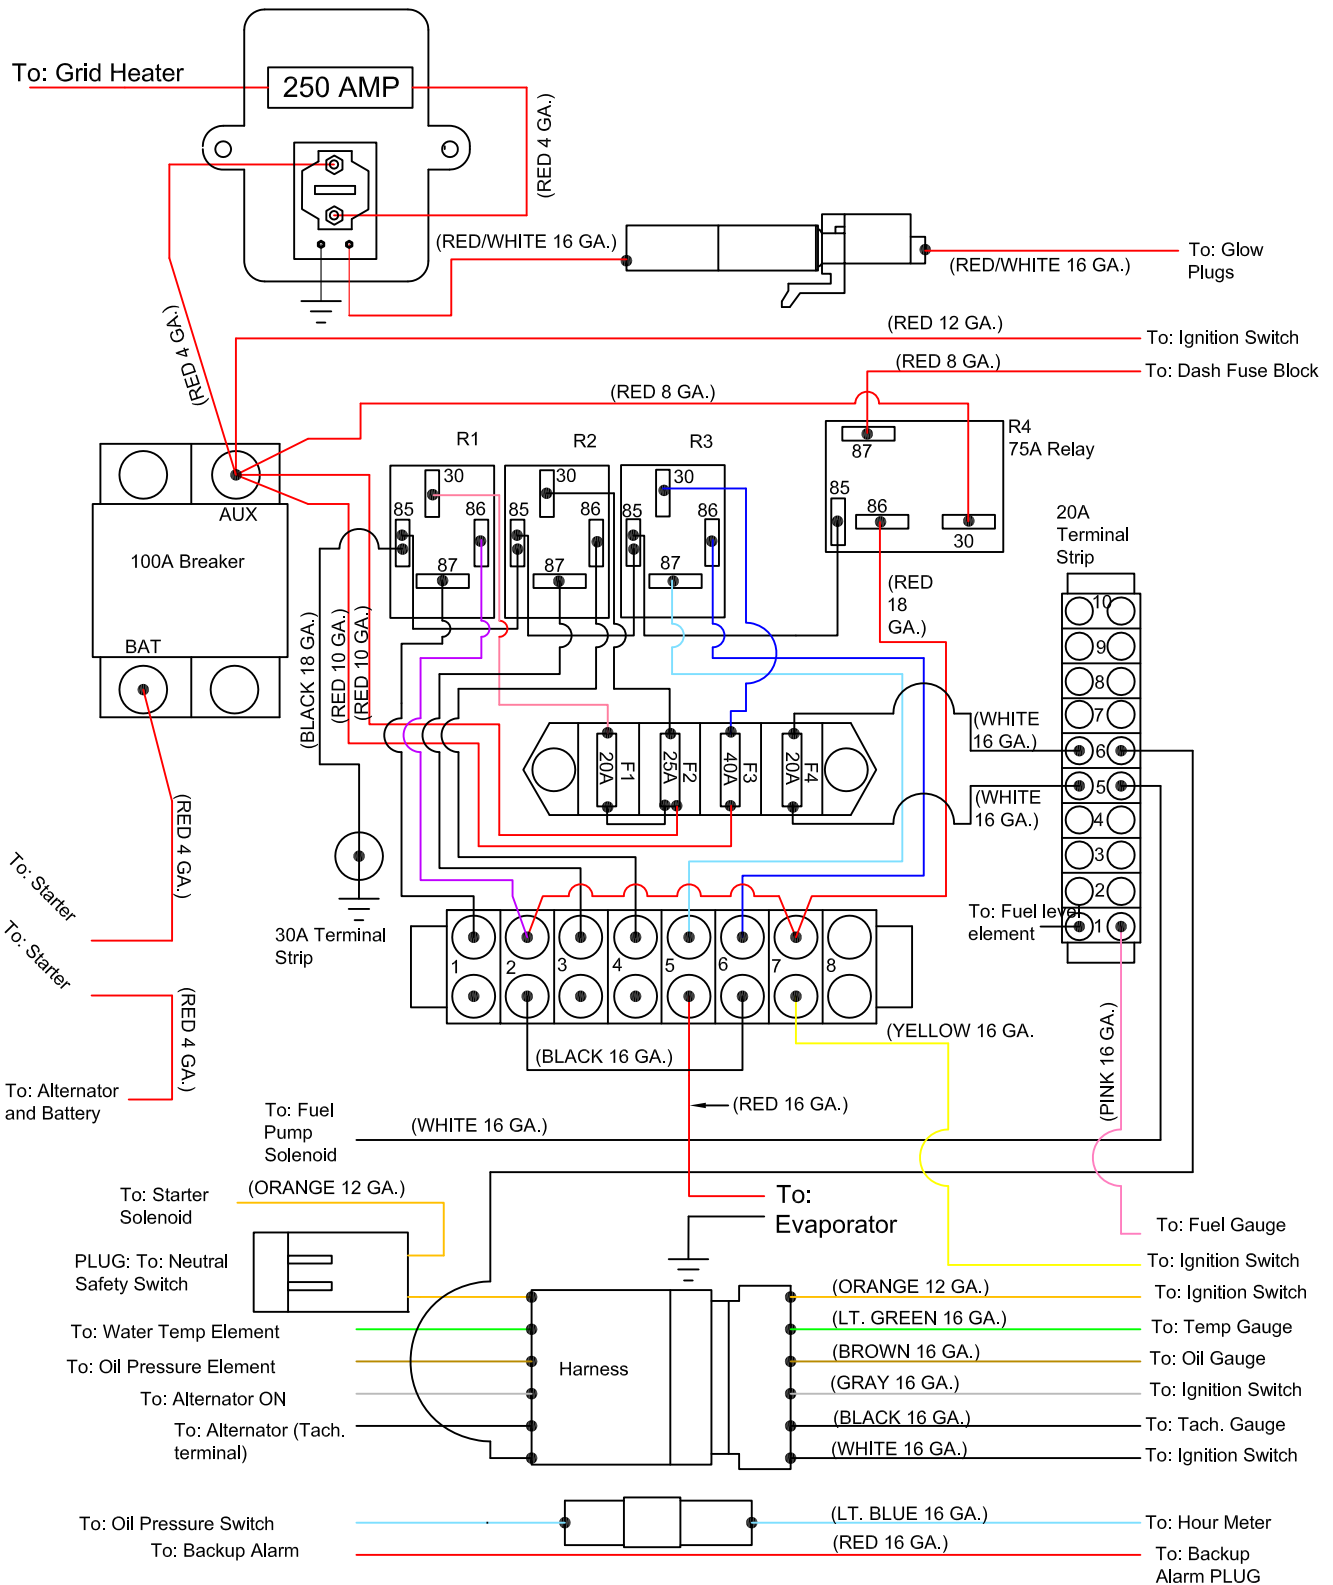 To: Grid Heater
250 AMP
(RED 4 GA.)
(RED/WHITE 16 GA.)
(RED/WHITE 16 GA.)
To: Glow
Plugs
(RED 4 GA.)
(RED 12 GA.)
To: Ignition Switch
(RED 8 GA.)
To: Dash Fuse Block
(RED 8 GA.)
R1
R2
R3
R4
75A Relay
30
85
86
87
30
85
86
87
30
85
86
87
87
85
86
30
AUX
100A Breaker
BAT
20A
Terminal
Strip
(RED
18
GA.)
10
9
8
7
6
5
4
3
2
1
(BLACK 18 GA.)
(RED 10 GA.)
(RED 10 GA.)
(WHITE
16 GA.)
(WHITE
16 GA.)
20A
F1
25A
F2
40A
F3
20A
F4
(RED 4 GA.)
To: Starter
To: Starter
(RED 4 GA.)
To: Alternator
and Battery
30A Terminal
Strip
1
2
3
4
5
6
7
8
To: Fuel level
element
(YELLOW 16 GA.
(BLACK 16 GA.)
(PINK 16 GA.)
(RED 16 GA.)
To: Fuel
Pump
Solenoid
(WHITE 16 GA.)
To: Starter
Solenoid
(ORANGE 12 GA.)
To:
Evaporator
To: Fuel Gauge
PLUG: To: Neutral
Safety Switch
To: Ignition Switch
(ORANGE 12 GA.)
To: Ignition Switch
To: Water Temp Element
(LT. GREEN 16 GA.)
To: Temp Gauge
To: Oil Pressure Element
Harness
(BROWN 16 GA.)
To: Oil Gauge
To: Alternator ON
(GRAY 16 GA.)
To: Ignition Switch
To: Alternator (Tach.
terminal)
(BLACK 16 GA.)
To: Tach. Gauge
(WHITE 16 GA.)
To: Ignition Switch
To: Oil Pressure Switch
(LT. BLUE 16 GA.)
To: Hour Meter
To: Backup Alarm
(RED 16 GA.)
To: Backup
Alarm PLUG